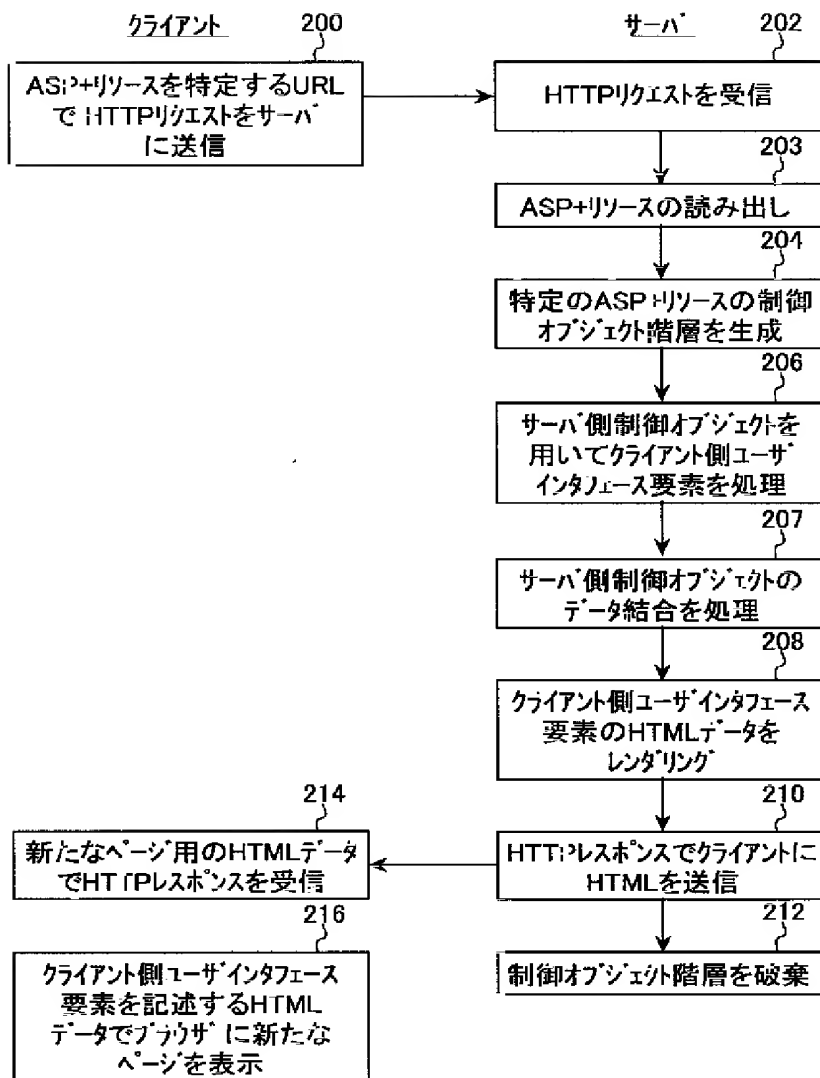 クライアント
200
サーバ
202
ASP+リソースを特定するURL
でHTTPリクエストをサーバ
に送信
HTTPリクエストを受信
203
ASP+リソースの読み出し
204
特定のASP+リソースの制御
オブジェクト階層を生成
206
サーバ側制御オブジェクトを
用いてクライアント側ユーザ
インタフェース要素を処理
207
サーバ側制御オブジェクトの
データ結合を処理
208
クライアント側ユーザインタフェース
要素のHTMLデータを
レンダリング
214
210
新たなページ用のHTMLデータ
でHTTPレスポンスを受信
HTTPレスポンスでクライアントに
HTMLを送信
216
212
クライアント側ユーザインタフェース
要素を記述するHTML
データでブラウザに新たな
ページを表示
制御オブジェクト階層を破棄